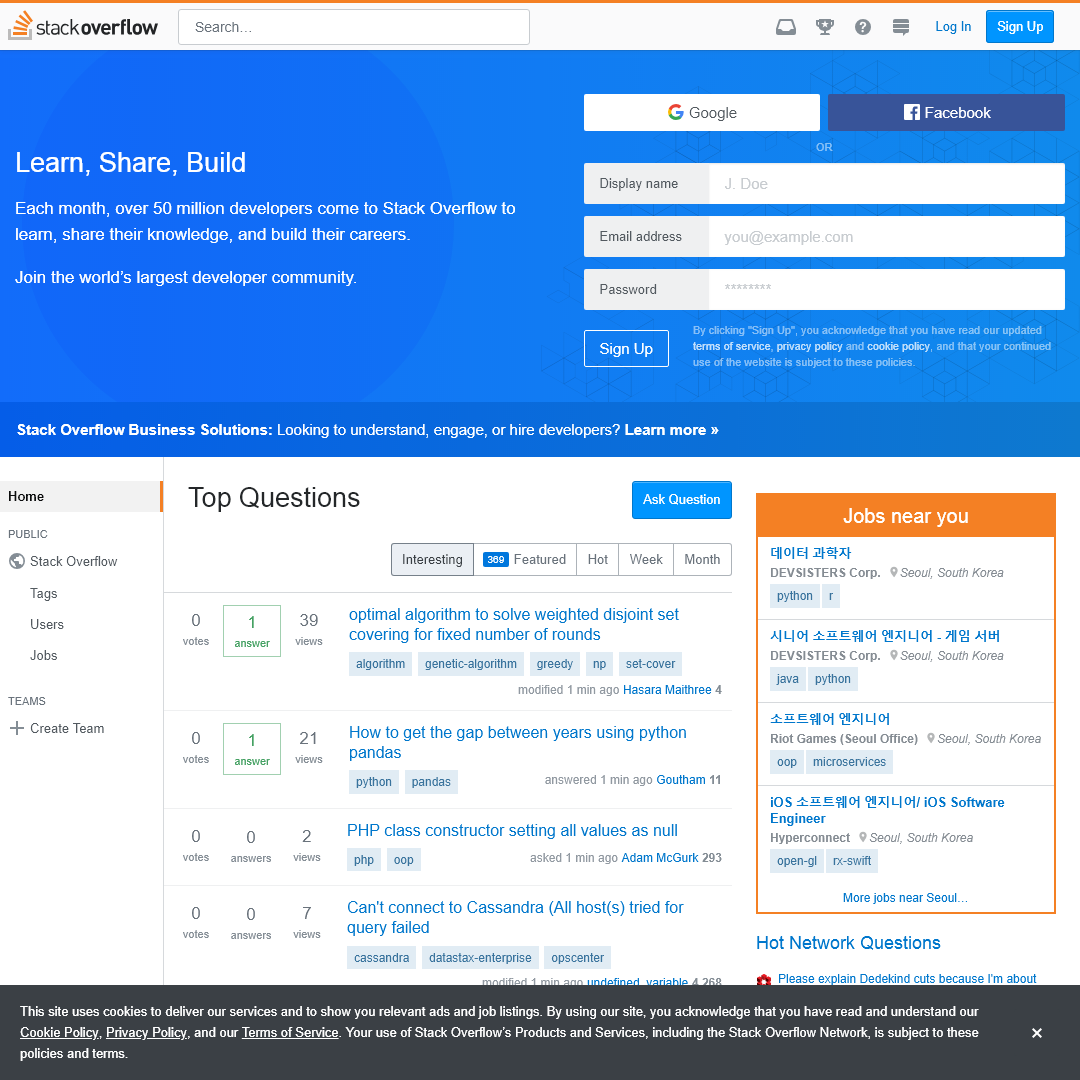 stackoverflow
Search…
Log In
Sign Up
Learn, Share, Build
Each month, over 50 million developers come to Stack Overflow to
learn, share their knowledge, and build their careers.
Join the world’s largest developer community.
Google
Facebook
OR
Display name
J. Doe
Email address
you@example.com
Password
********
Sign Up
By clicking "Sign Up", you acknowledge that you have read our updated
terms of service, privacy policy and cookie policy, and that your continued
use of the website is subject to these policies.
Stack Overflow Business Solutions: Looking to understand, engage, or hire developers? Learn more »
Home
PUBLIC
Stack Overflow
Tags
Users
Jobs
TEAMS
Create Team
Top Questions
Ask Question
Interesting
369 Featured
Hot
Week
Month
0 votes
1 answer
39 views
optimal algorithm to solve weighted disjoint set
covering for fixed number of rounds
algorithm genetic-algorithm greedy np set-cover
modified 1 min ago Hasara Maithree 4
0 votes
1 answer
21 views
How to get the gap between years using python
pandas
python pandas
answered 1 min ago Goutham 11
0 votes
0 answers
2 views
PHP class constructor setting all values as null
php oop
asked 1 min ago Adam McGurk 293
0 votes
0 answers
7 views
Can't connect to Cassandra (All host(s) tried for
query failed
cassandra datastax-enterprise opscenter
modified 1 min ago undefined_variable 4,268
Jobs near you
데이터 과학자
DEVSISTERS Corp. Seoul, South Korea
python r
시니어 소프트웨어 엔지니어 - 게임 서버
DEVSISTERS Corp. Seoul, South Korea
java python
소프트웨어 엔지니어
Riot Games (Seoul Office) Seoul, South Korea
oop microservices
iOS 소프트웨어 엔지니어/ iOS Software
Engineer
Hyperconnect Seoul, South Korea
open-gl rx-swift
More jobs near Seoul…
Hot Network Questions
Please explain Dedekind cuts because I'm about
This site uses cookies to deliver our services and to show you relevant ads and job listings. By using our site, you acknowledge that you have read and understand our
Cookie Policy, Privacy Policy, and our Terms of Service. Your use of Stack Overflow’s Products and Services, including the Stack Overflow Network, is subject to these
policies and terms.